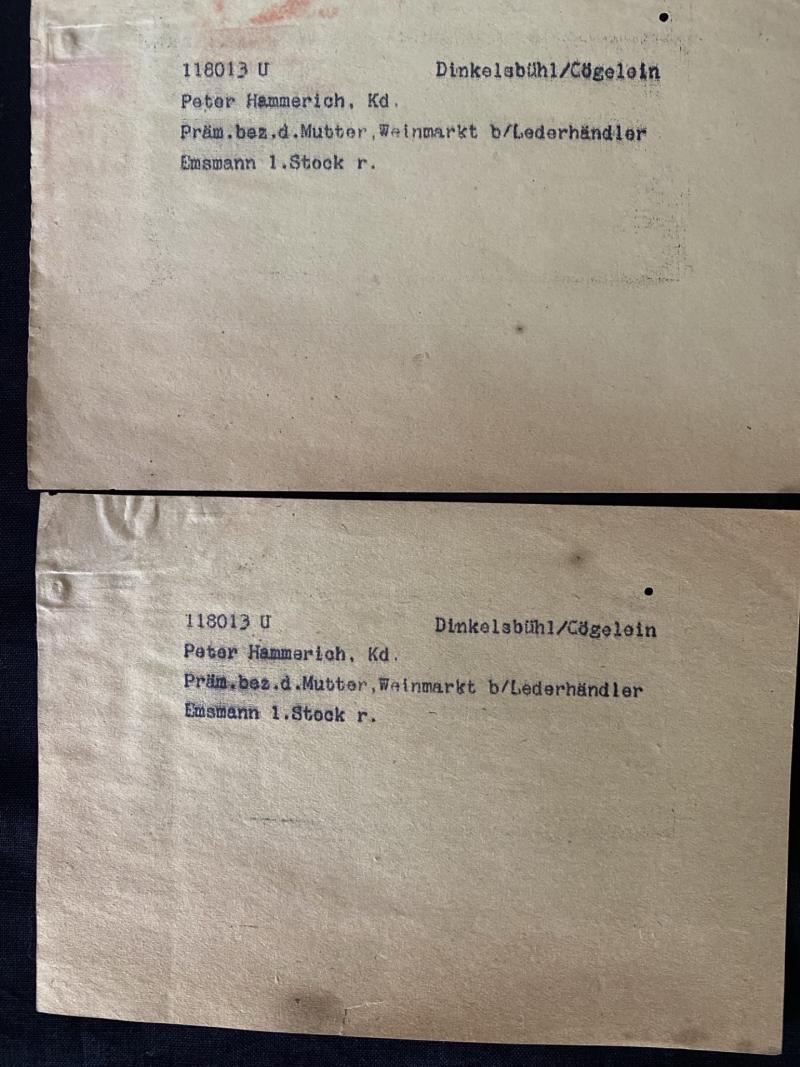 118013 U Dinkelsbühl/Cögelein
Peter Hammerich, Kd.
Präm.bez.d.Mutter,Weinmarkt b/Lederhändler
Emsmann 1.Stock r.
118013 U Dinkelsbühl/Cögelein
Peter Hammerich, Kd.
Präm.bez.d.Mutter,Weinmarkt b/Lederhändler
Emsmann 1.Stock r.